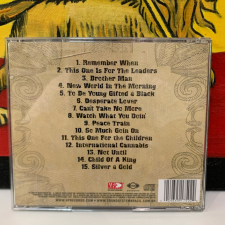 1. Remember When
2. This One Is For The Leaders
3. Brother Man
4. New World In The Morning
5. To Be Young Gifted & Black
6. Desperate Lover
7. Cant Take No More
8. Watch What You Doin'
9. Peace Train
10. So Much Goin On
11. This One For the Children
12. International Cannabis
13. Not Until
14. Child Of A King
15. Silver & Gold